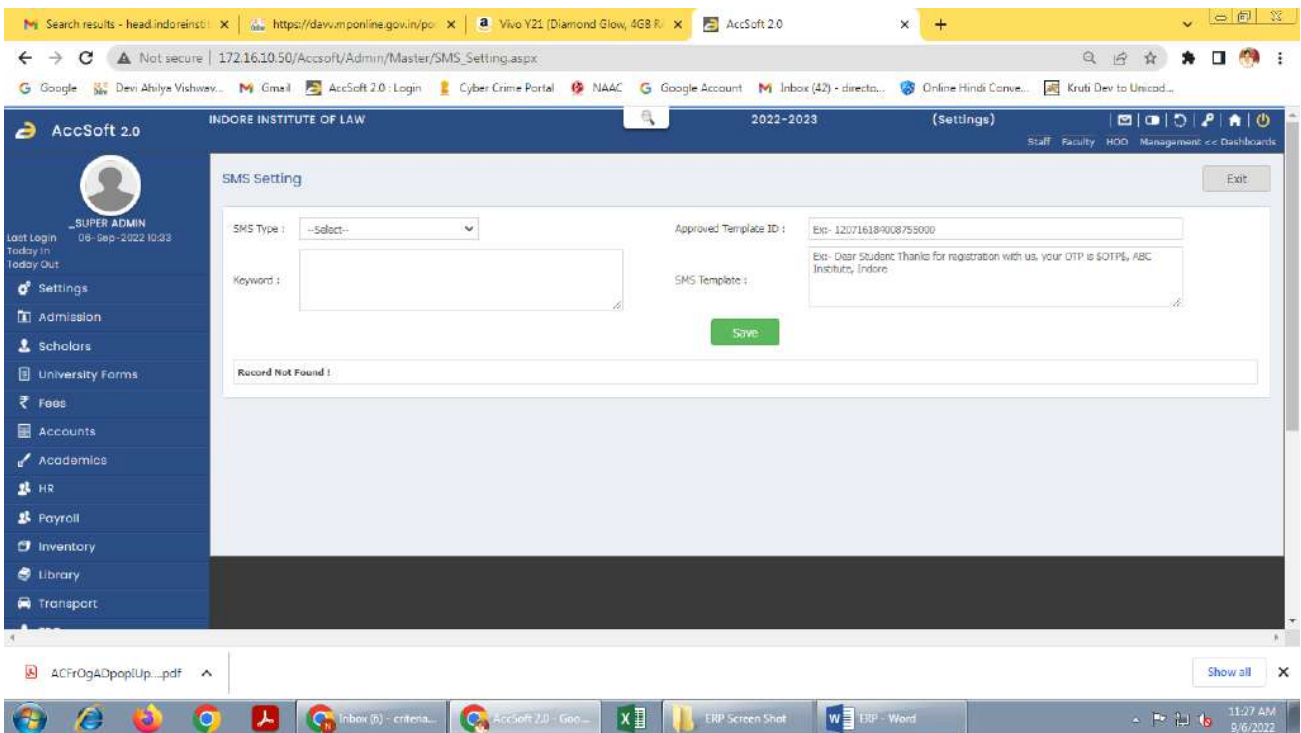 Search results - head.indoreinsti
https://davv.mponline.gov.in/po
Vivo Y21 (Diamond Glow, 4GB R
AccSoft 2.0
Not secure | 172.16.10.50/Accsoft/Admin/Master/SMS_Setting.aspx
Google
Devi Ahilya Vishwav...
Gmail
AccSoft 2.0 : Login
Cyber Crime Portal
NAAC
Google Account
Inbox (42) - directo...
Online Hindi Conve...
Kruti Dev to Unicod...
AccSoft 2.0
INDORE INSTITUTE OF LAW
2022-2023
(Settings)
Staff Faculty HOD Management << Dashboards
SMS Setting
Exit
_SUPER ADMIN
Last Login 06-Sep-2022 10:33
Today In
Today Out
SMS Type :
--Select--
Approved Template ID :
Ex:- 120716184008755000
Keyword :
SMS Template :
Ex:- Dear Student Thanks for registration with us, your OTP is $OTP$, ABC
Institute, Indore
Save
Record Not Found !
Settings
Admission
Scholars
University Forms
₹ Fees
Accounts
Academics
HR
Payroll
Inventory
Library
Transport
ACFrOgADpoplUp....pdf
Show all
Inbox (6) - criteria...
AccSoft 2.0 - Goo...
ERP Screen Shot
ERP - Word
11:27 AM
9/6/2022